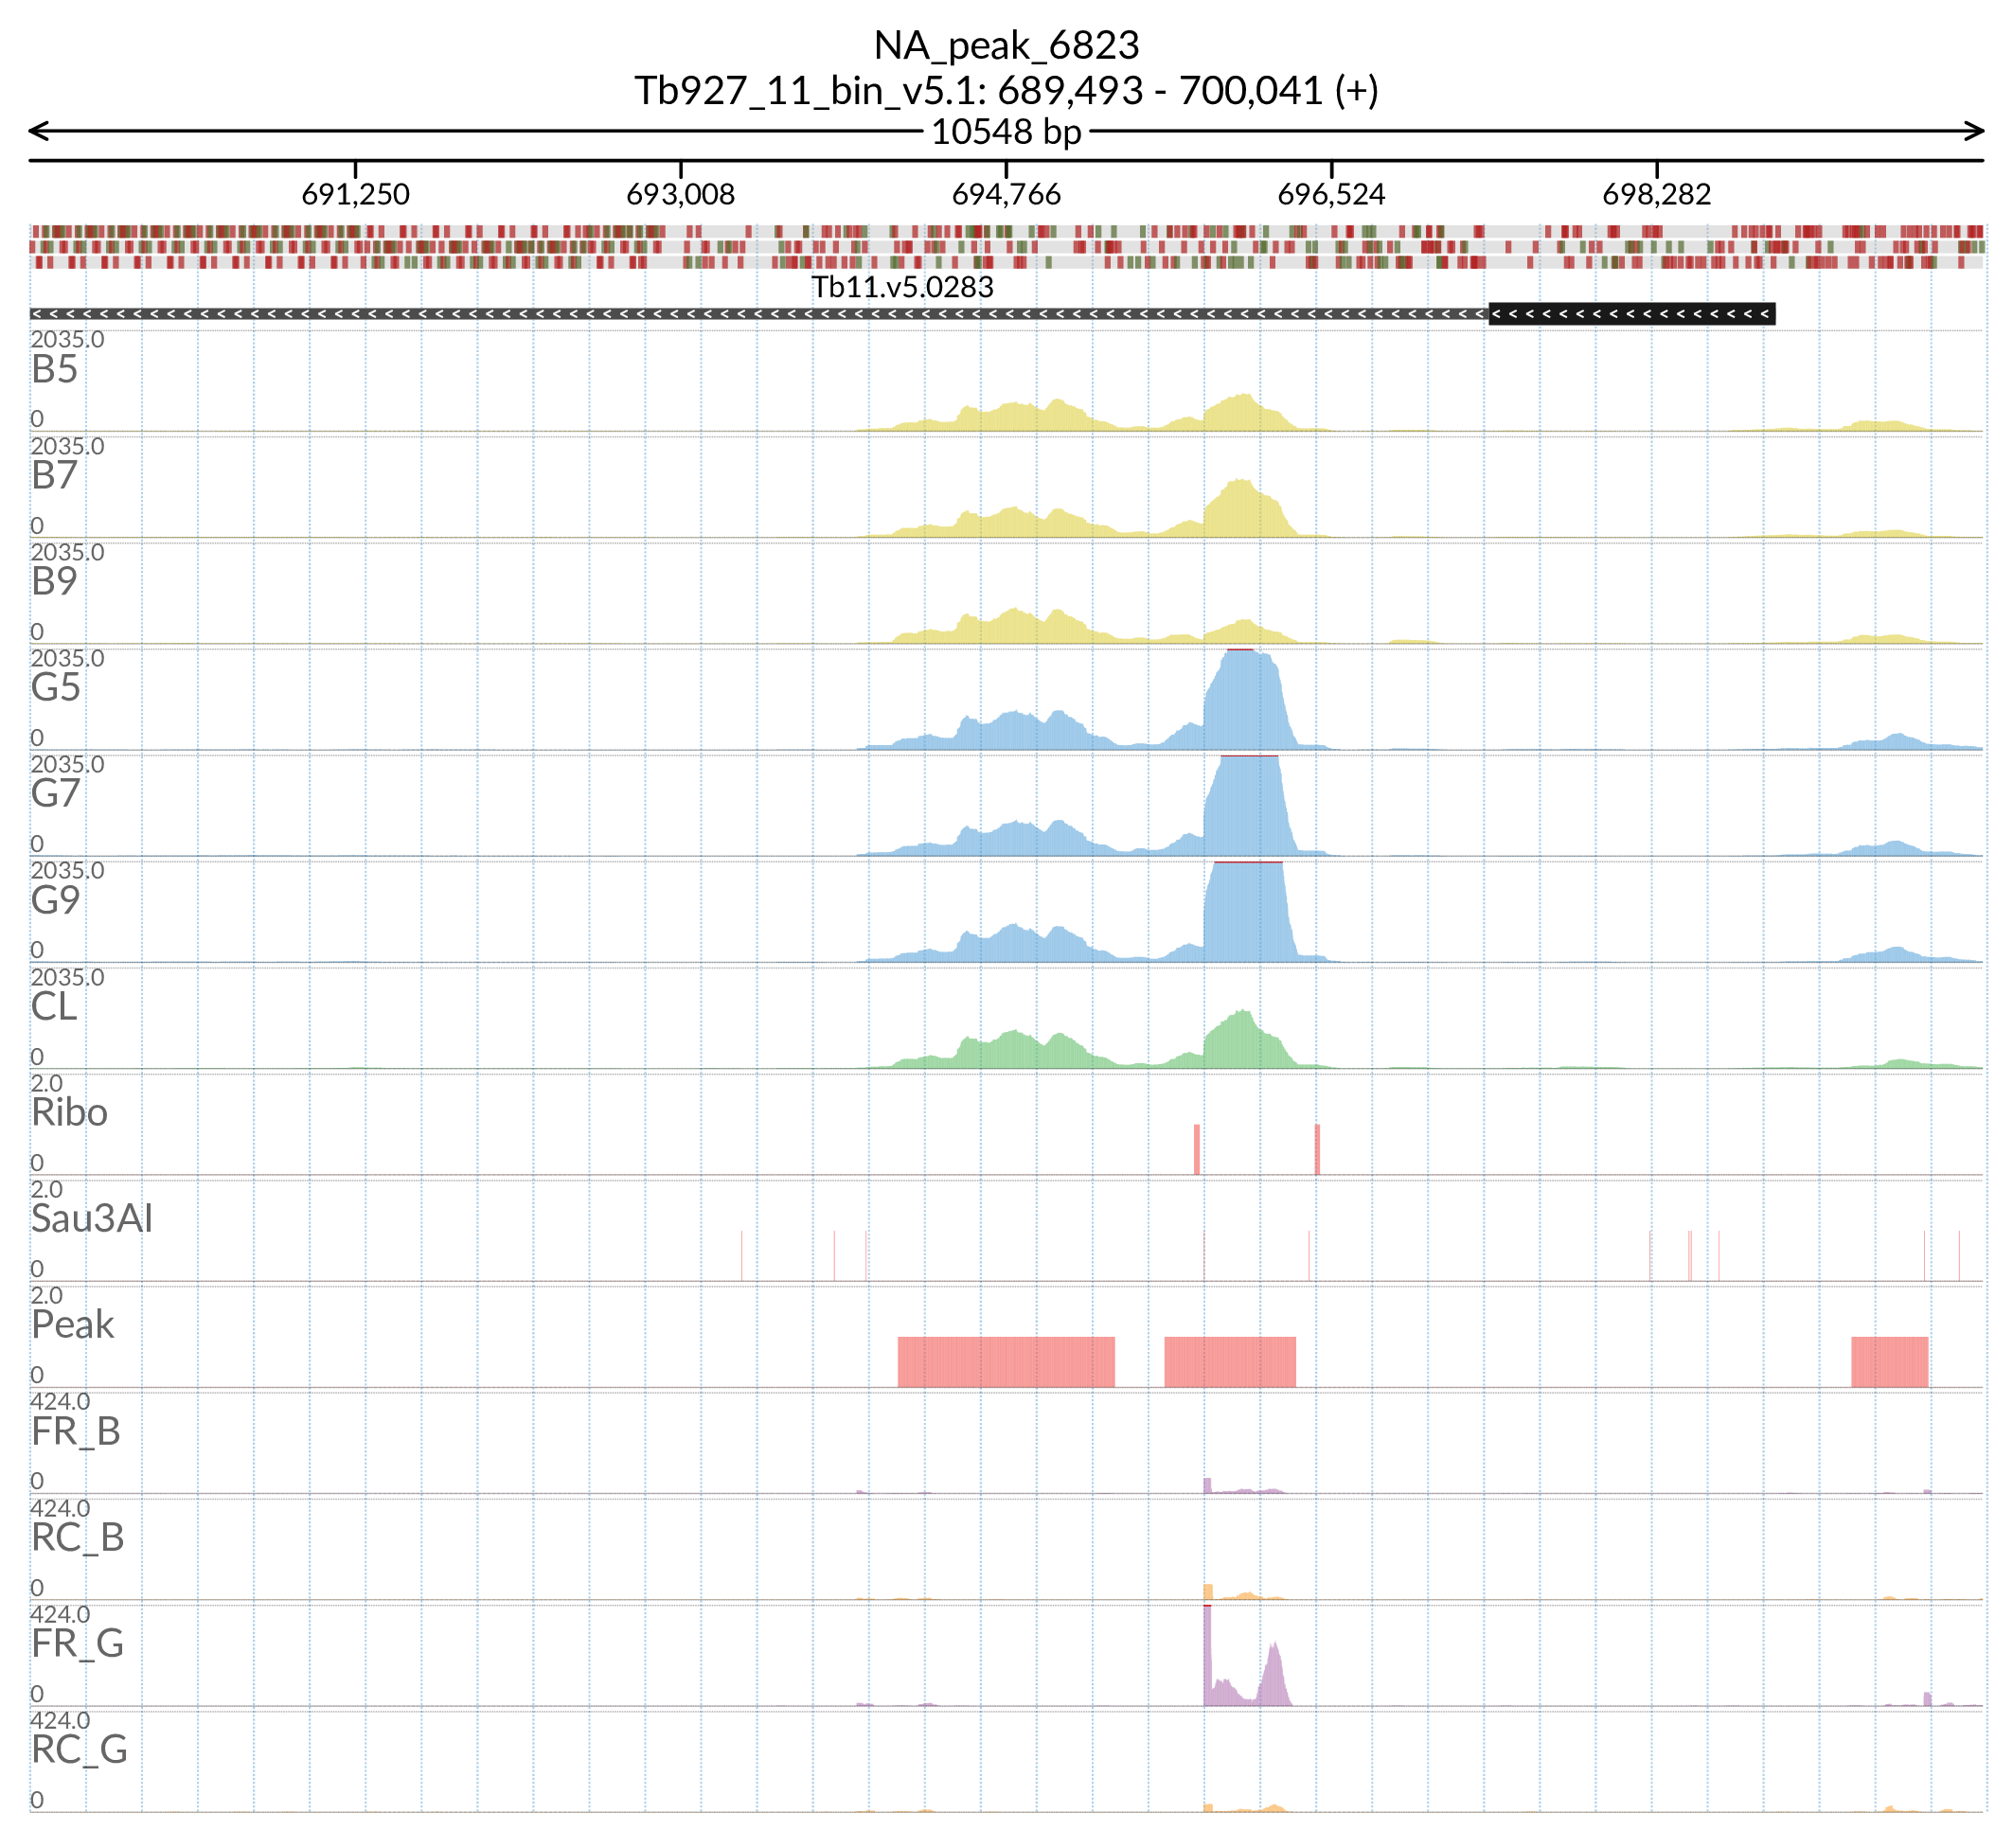 NA_peak_6823
Tb927_11_bin_v5.1: 689,493 - 700,041 (+)
10548 bp
691,250 693,008 694,766 696,524 698,282
Tb11.v5.0283
2035.0
B5
0
2035.0
B7
0
2035.0
B9
0
2035.0
G5
0
2035.0
G7
0
2035.0
G9
0
2035.0
CL
0
2.0
Ribo
0
2.0
Sau3AI
0
2.0
Peak
0
424.0
FR_B
0
424.0
RC_B
0
424.0
FR_G
0
424.0
RC_G
0